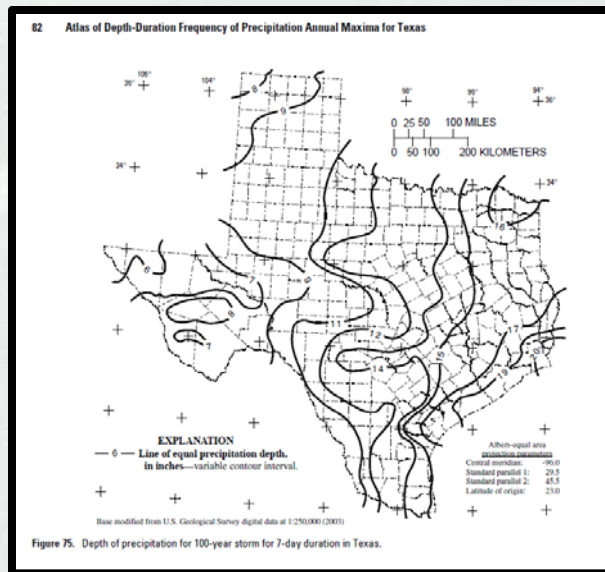 82 Atlas of Depth-Duration Frequency of Precipitation Annual Maxima for Texas
106°
36°
104°
98°
96°
94°
36°
0 25 50 100 MILES
0 50 100 200 KILOMETERS
34°
34°
8
9
16
6
7
9
8
7
11
12
14
15
17
19
20
EXPLANATION
— 6 — Line of equal precipitation depth,
in inches—variable contour interval.
Albers-equal area
projection parameters
Central meridian: -96.0
Standard parallel 1: 29.5
Standard parallel 2: 45.5
Latitude of origin: 23.0
Base modified from U.S. Geological Survey digital data at 1:250,000 (2003)
Figure 75. Depth of precipitation for 100-year storm for 7-day duration in Texas.